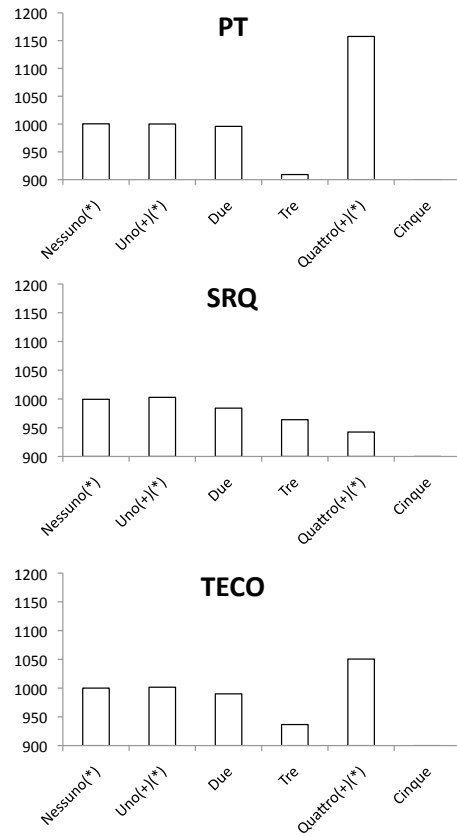 PT
1200
1150
1100
1050
1000
950
900
Nessuno(*)
Uno(+)(*)
Due
Tre
Quattro(+)(*)
Cinque
SRQ
1200
1150
1100
1050
1000
950
900
Nessuno(*)
Uno(+)(*)
Due
Tre
Quattro(+)(*)
Cinque
TECO
1200
1150
1100
1050
1000
950
900
Nessuno(*)
Uno(+)(*)
Due
Tre
Quattro(+)(*)
Cinque